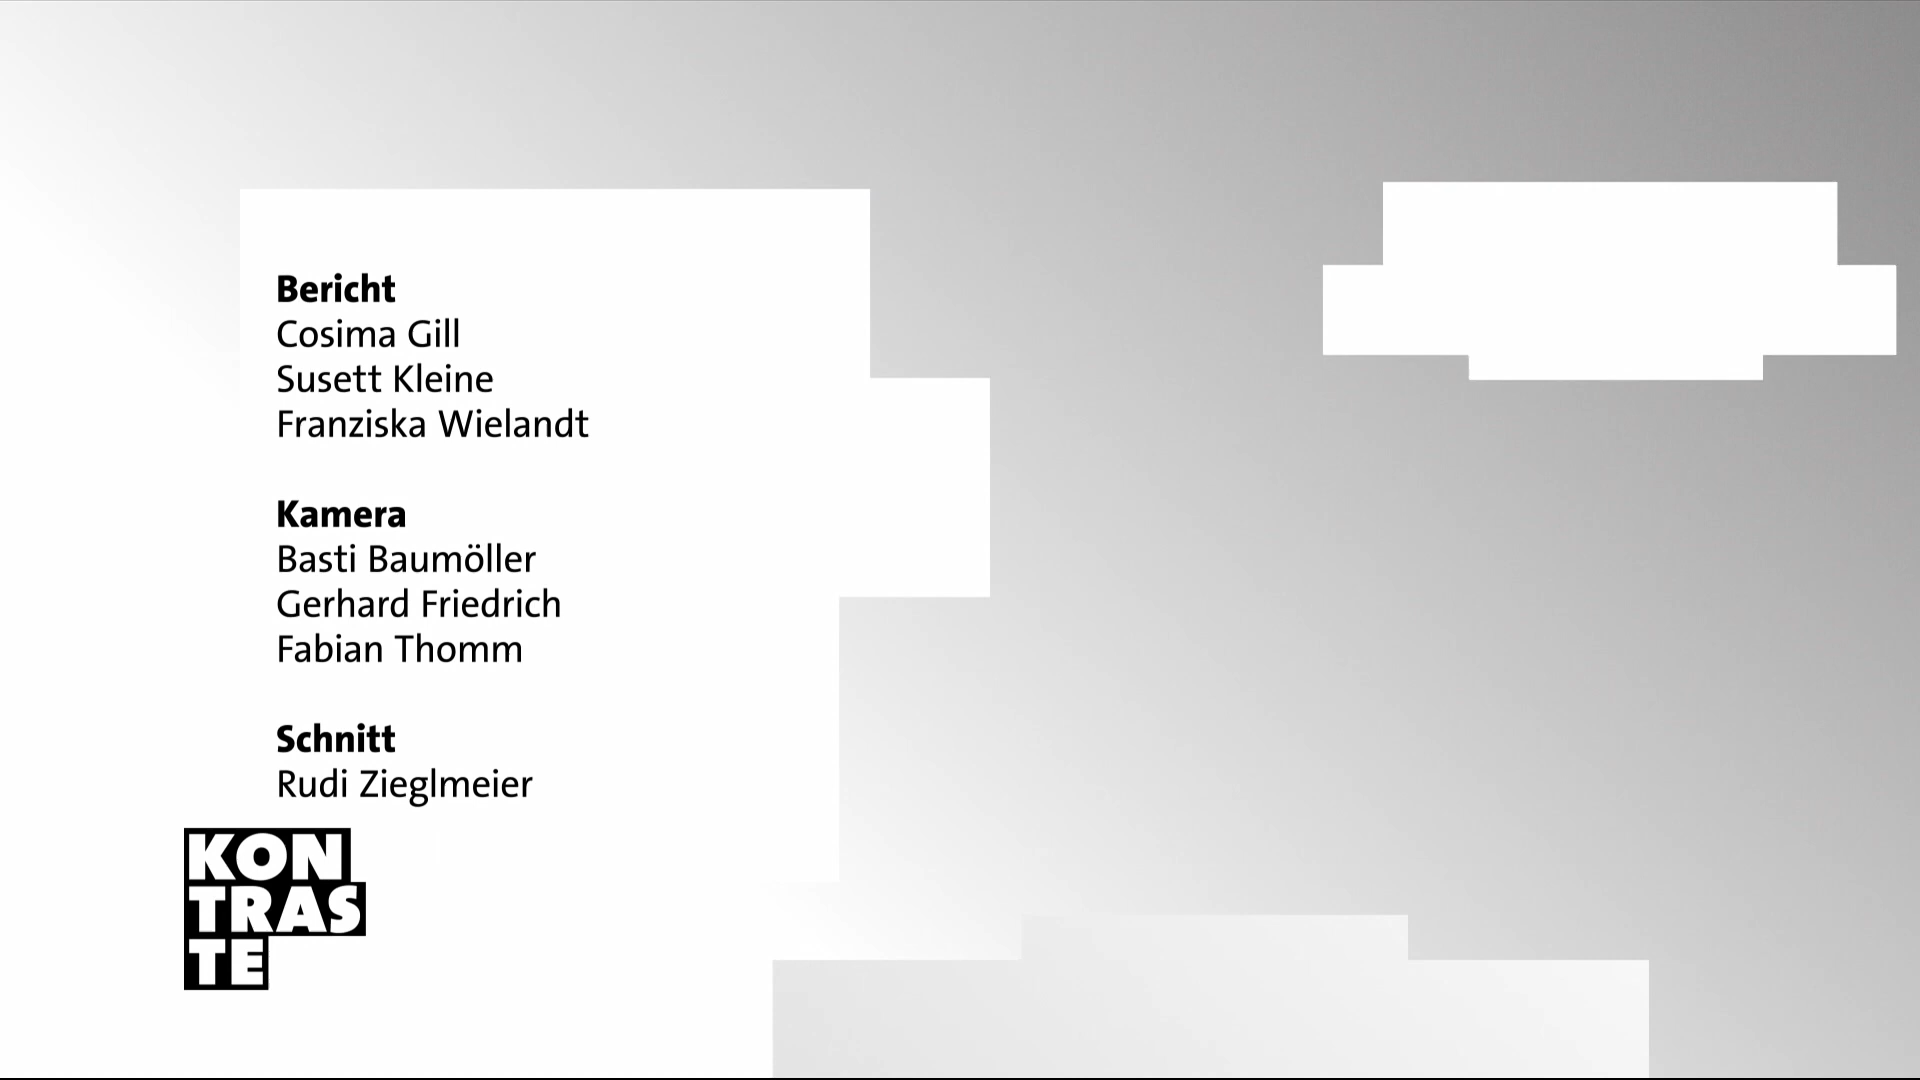 Bericht
Cosima Gill
Susett Kleine
Franziska Wielandt
Kamera
Basti Baumöller
Gerhard Friedrich
Fabian Thomm
Schnitt
Rudi Zieglmeier
KON
TRAS
TE